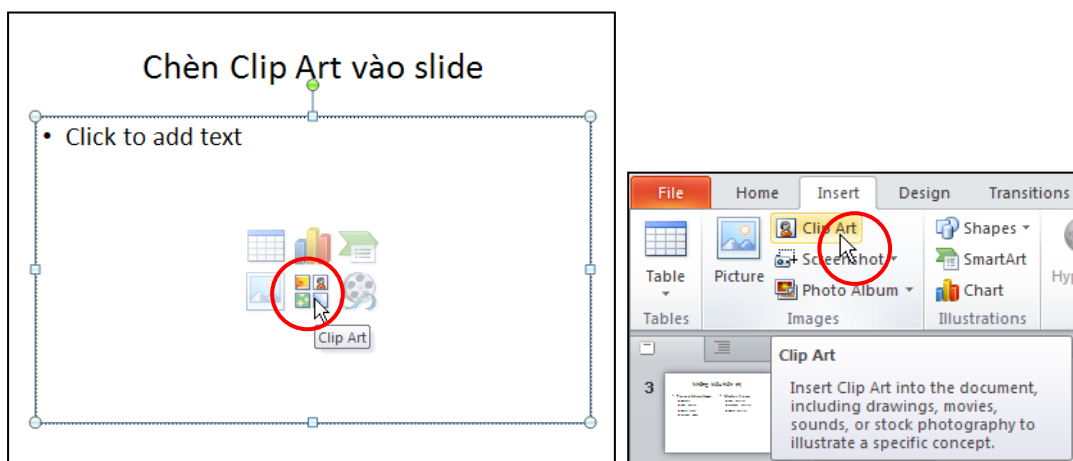 Chèn Clip Art vào slide
• Click to add text
Clip Art
File Home Insert Design Transitions
Table
Picture
Clip Art
Screenshot
Photo Album
Shapes
SmartArt
Chart
Tables Images Illustrations
3
Clip Art
Insert Clip Art into the document,
including drawings, movies,
sounds, or stock photography to
illustrate a specific concept.